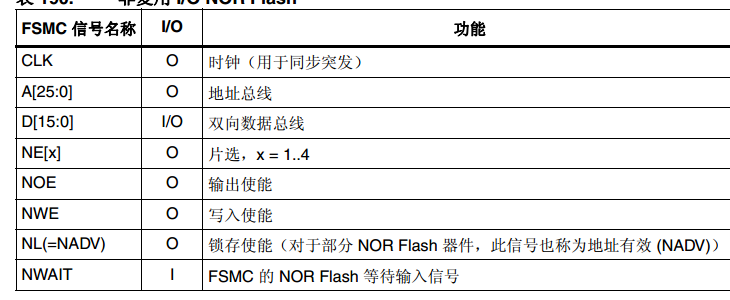 表 190. 非复用 I/O NOR Flash
FSMC 信号名称 I/O 功能
CLK O 时钟（用于同步突发）
A[25:0] O 地址总线
D[15:0] I/O 双向数据总线
NE[x] O 片选，x = 1..4
NOE O 输出使能
NWE O 写入使能
NL(=NADV) O 锁存使能（对于部分 NOR Flash 器件，此信号也称为地址有效 (NADV)）
NWAIT I FSMC 的 NOR Flash 等待输入信号